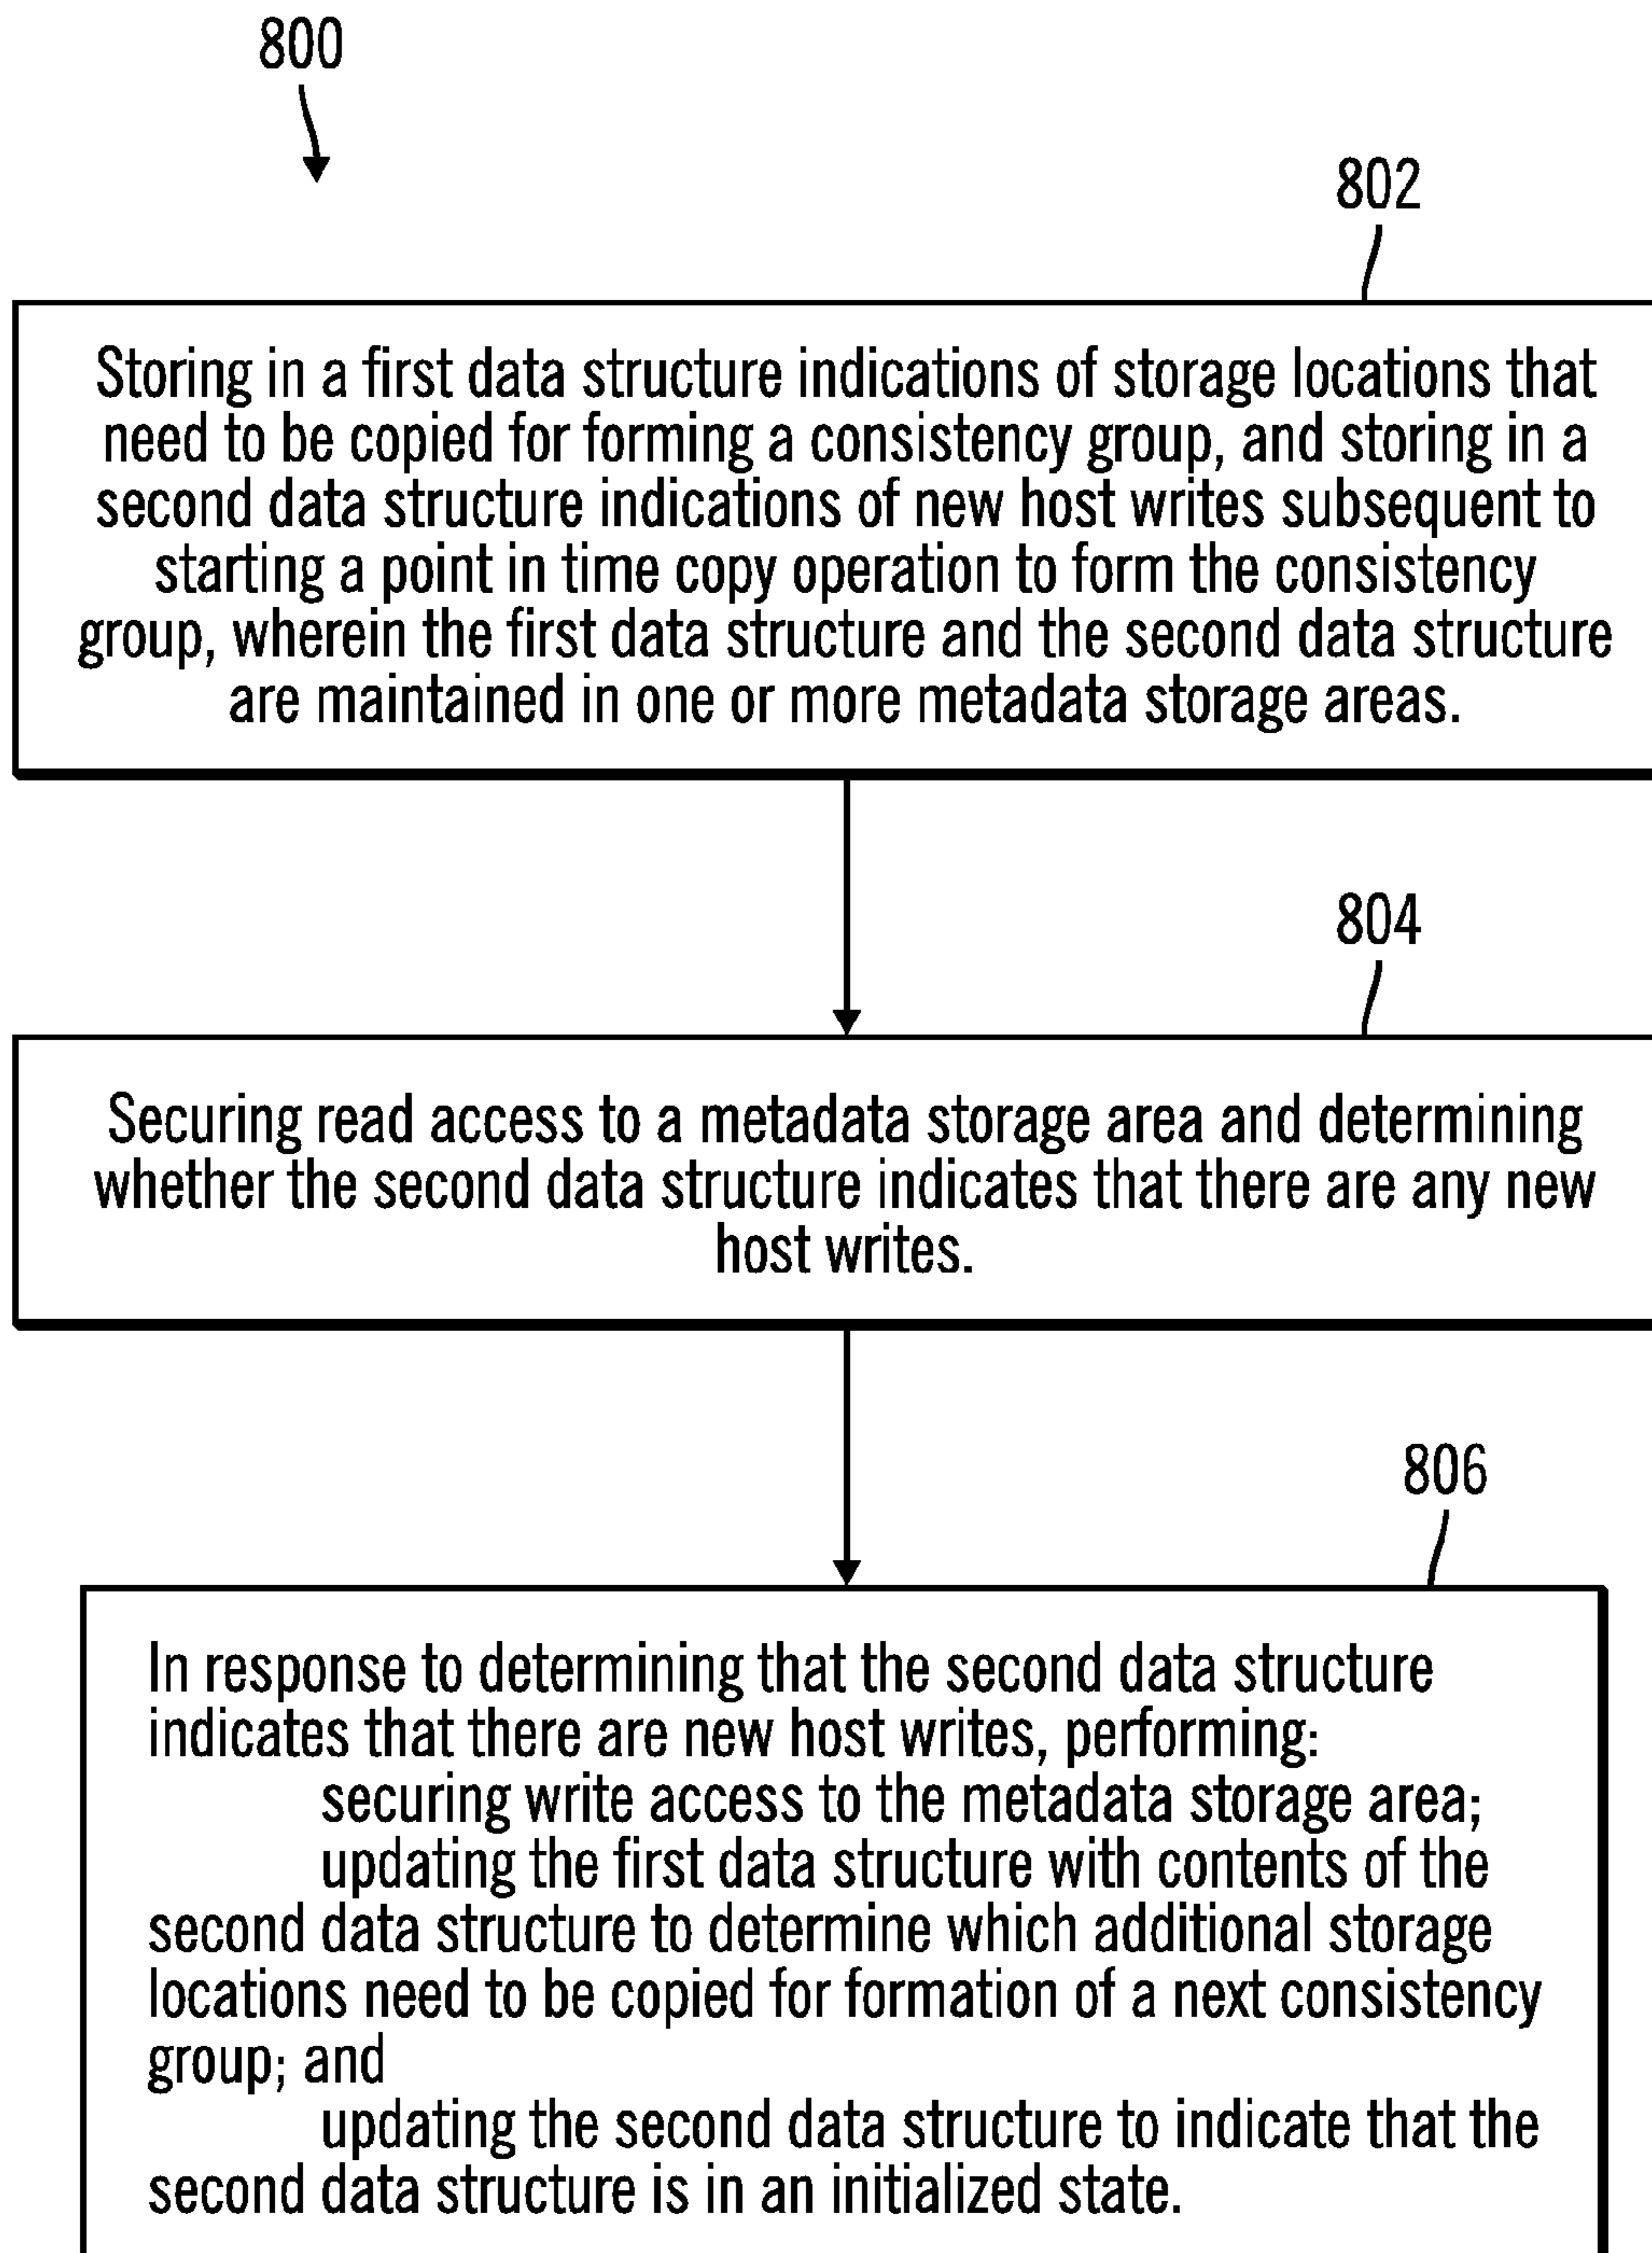 800
802
Storing in a first data structure indications of storage locations that
need to be copied for forming a consistency group, and storing in a
second data structure indications of new host writes subsequent to
starting a point in time copy operation to form the consistency
group, wherein the first data structure and the second data structure
are maintained in one or more metadata storage areas.
804
Securing read access to a metadata storage area and determining
whether the second data structure indicates that there are any new
host writes.
806
In response to determining that the second data structure
indicates that there are new host writes, performing:
securing write access to the metadata storage area;
updating the first data structure with contents of the
second data structure to determine which additional storage
locations need to be copied for formation of a next consistency
group; and
updating the second data structure to indicate that the
second data structure is in an initialized state.